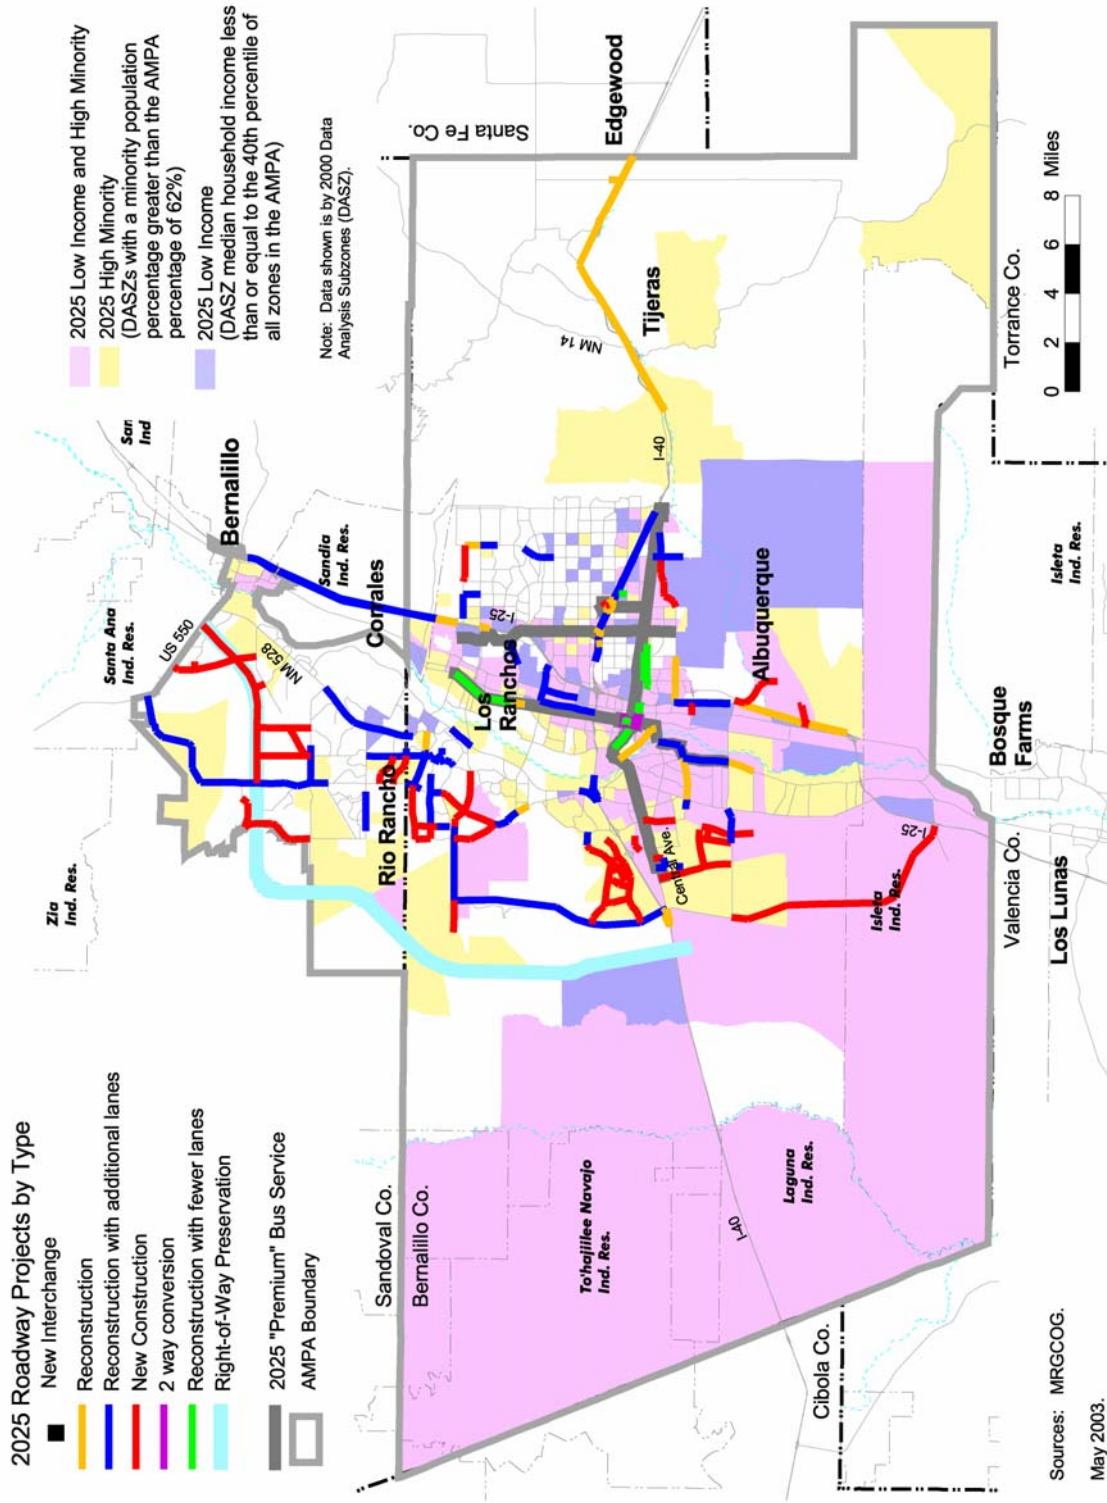 2025 Roadway Projects by Type
New Interchange
Reconstruction
Reconstruction with additional lanes
New Construction
2 way conversion
Reconstruction with fewer lanes
Right-of-Way Preservation
2025 "Premium" Bus Service
AMPA Boundary
2025 Low Income and High Minority
2025 High Minority
(DASZs with a minority population
percentage greater than the AMPA
percentage of 62%)
2025 Low Income
(DASZ median household income less
than or equal to the 40th percentile of
all zones in the AMPA)
Note: Data shown is by 2000 Data
Analysis Subzones (DASZ).
Zia
Ind. Res.
Santa Ana
Ind. Res.
US 550
Bernalillo
San
Ind
NM 528
Sandia
Ind. Res.
Sandoval Co.
Bernalillo Co.
Rio Rancho
Corrales
Santa Fe Co.
I-25
Los
Ranchos
Edgewood
To'hajiilee Navajo
Ind. Res.
NM 14
Tijeras
Central Ave.
I-40
I-40
Laguna
Ind. Res.
Albuquerque
Isleta
Ind. Res.
I-25
Cibola Co.
Valencia Co.
Bosque
Farms
Torrance Co.
Los Lunas
Isleta
Ind. Res.
0 2 4 6 8 Miles
Sources: MRGCOG.
May 2003.